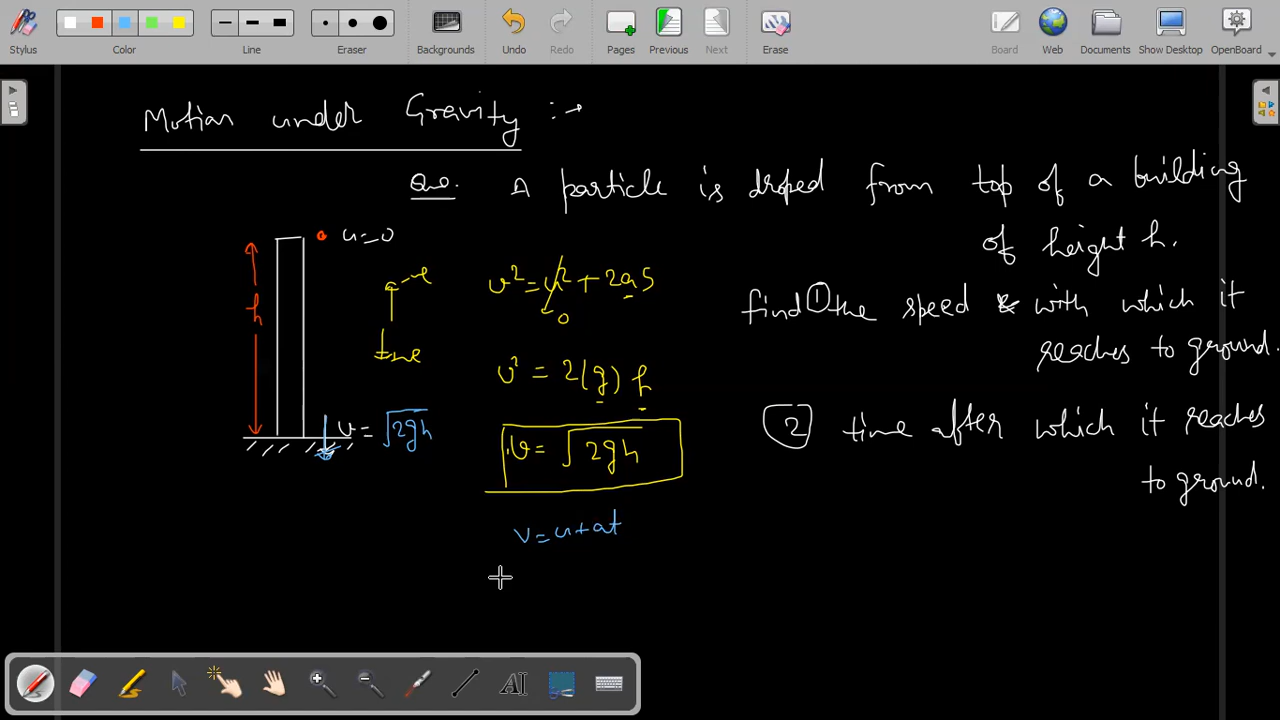 Stylus Color Line Eraser Backgrounds Undo Redo Pages Previous Next Erase Board Web Documents Show Desktop OpenBoard
Motion under Gravity :→
Que. A particle is droped from top of a building
of height h.
u=0
-ve
+ve
h
v = √2gh
v² = u² + 2as
0
v² = 2(g) h
v = √2gh
v = u+at
find ① the speed with which it
reaches to ground.
② time after which it reaches
to ground.
AI